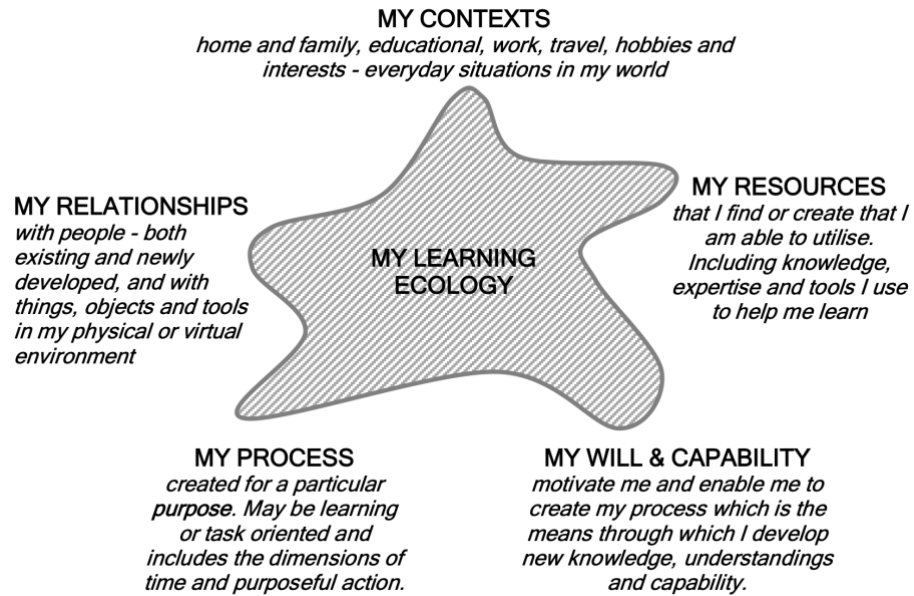 MY CONTEXTS
home and family, educational, work, travel, hobbies and
interests - everyday situations in my world
MY RELATIONSHIPS
with people - both
existing and newly
developed, and with
things, objects and tools
in my physical or virtual
environment
MY LEARNING
ECOLOGY
MY RESOURCES
that I find or create that I
am able to utilise.
Including knowledge,
expertise and tools I use
to help me learn
MY PROCESS
created for a particular
purpose. May be learning
or task oriented and
includes the dimensions of
time and purposeful action.
MY WILL & CAPABILITY
motivate me and enable me to
create my process which is the
means through which I develop
new knowledge, understandings
and capability.